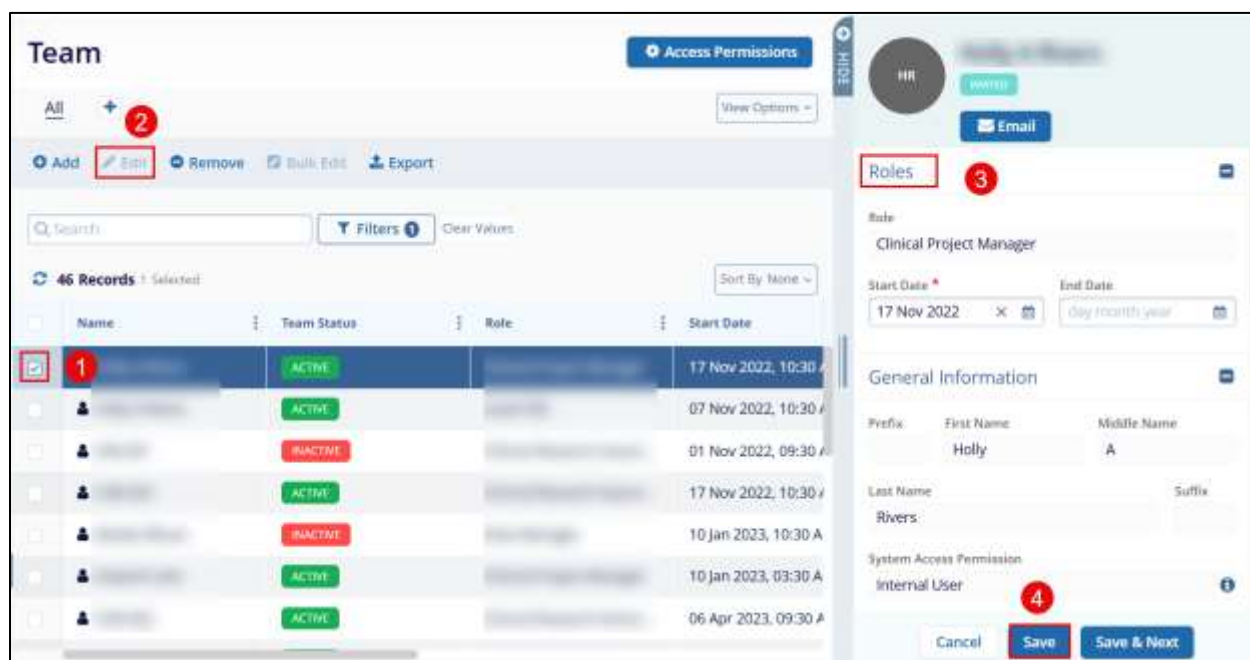 Team
Access Permissions
All +
2
View Options
Add Edit Remove Bulk Edit Export
Search
Filters 1 Clear Values
46 Records 1 Selected
Sort By None
Name Team Status Role Start Date
1 ACTIVE 17 Nov 2022, 10:30 A
ACTIVE 07 Nov 2022, 10:30 A
INACTIVE 01 Nov 2022, 09:30 A
ACTIVE 17 Nov 2022, 10:30 A
INACTIVE 10 Jan 2023, 10:30 A
ACTIVE 10 Jan 2023, 03:30 A
ACTIVE 06 Apr 2023, 09:30 A
HIDE
HR
INVITED
Email
Roles 3
Role
Clinical Project Manager
Start Date * End Date
17 Nov 2022 × day month year
General Information
Prefix First Name Middle Name
Holly A
Last Name Suffix
Rivers
System Access Permission
Internal User
4
Cancel Save Save & Next